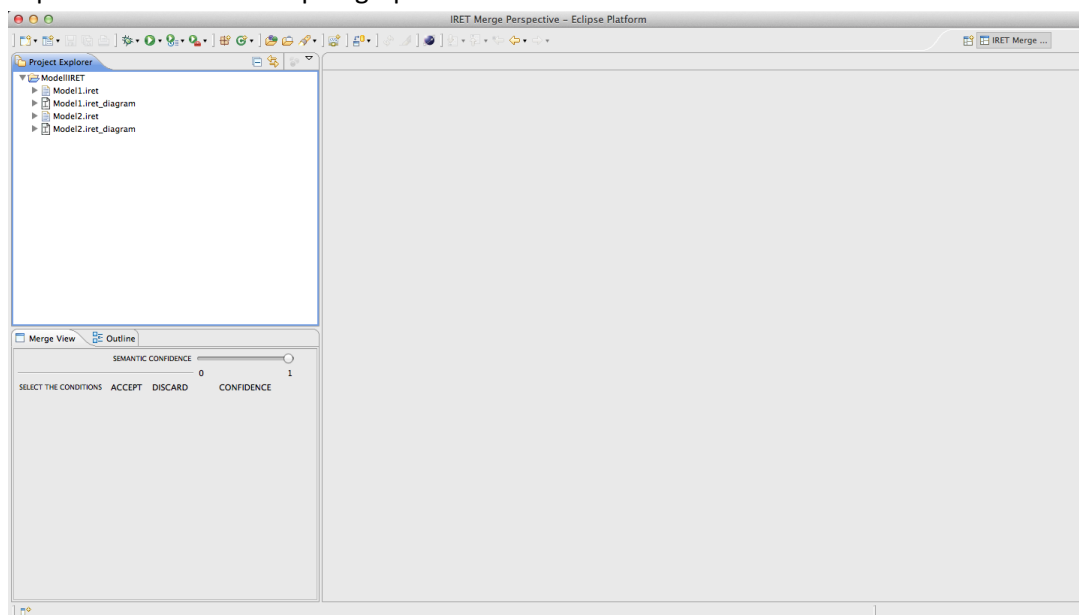 IRET Merge Perspective – Eclipse Platform
IRET Merge ...
Project Explorer
ModelIIRET
Model1.iret
Model1.iret_diagram
Model2.iret
Model2.iret_diagram
Merge View Outline
SEMANTIC CONFIDENCE
0 1
SELECT THE CONDITIONS ACCEPT DISCARD CONFIDENCE